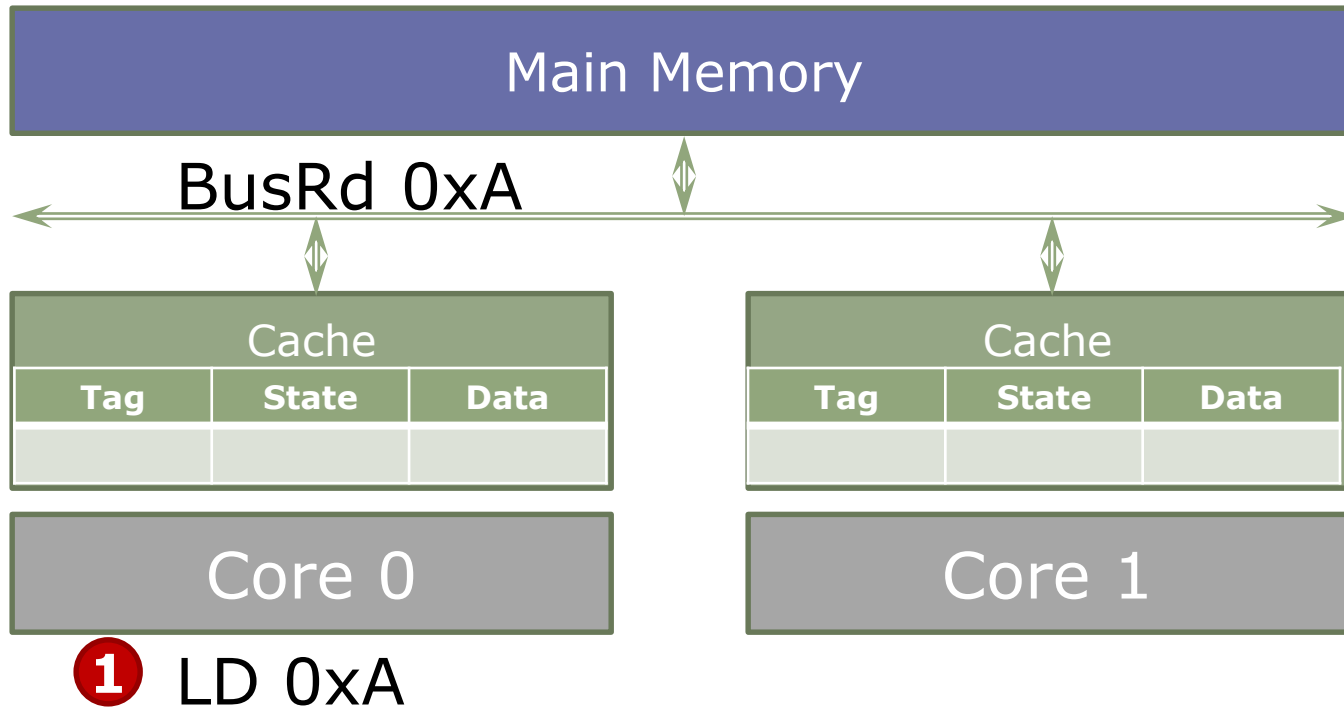 Main Memory
BusRd 0xA
Cache Cache
Tag State Data Tag State Data
Core 0 Core 1
1 LD 0xA